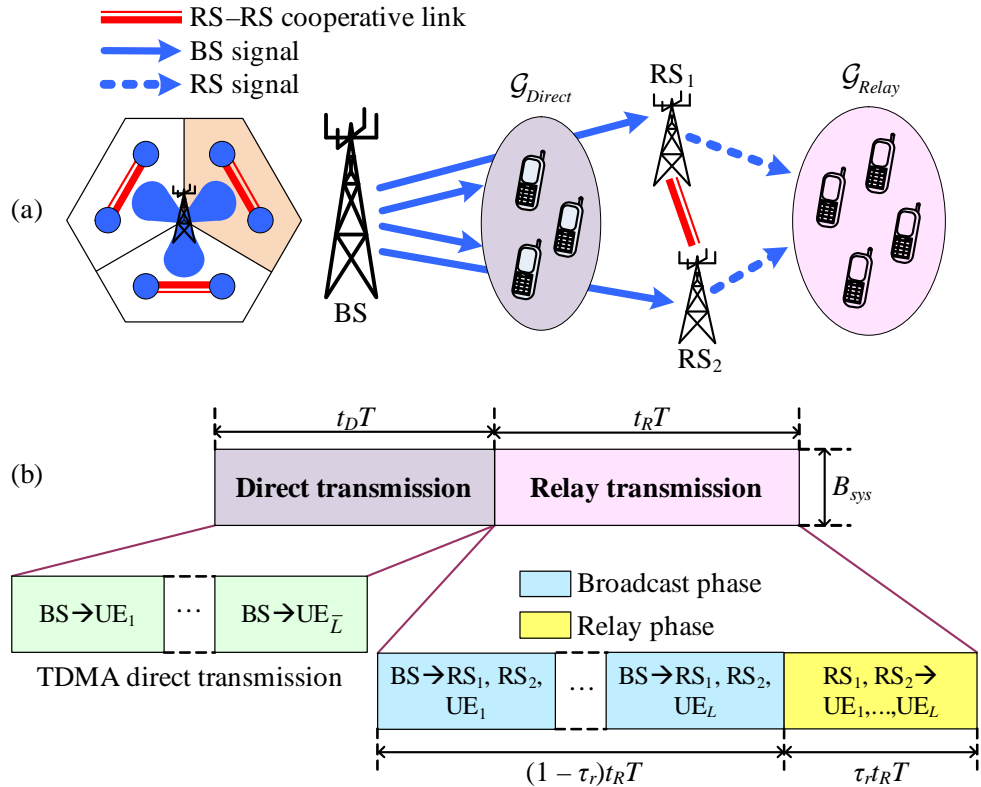 RS–RS cooperative link
BS signal
RS signal
𝒢Direct
RS1
𝒢Relay
(a)
BS
RS2
tDT
tRT
(b)
Direct transmission
Relay transmission
Bsys
BS→UE1
...
BS→UEL̅
Broadcast phase
Relay phase
TDMA direct transmission
BS→RS1, RS2,
UE1
...
BS→RS1, RS2,
UEL
RS1, RS2→
UE1,...,UEL
(1 – τr)tRT
τrtRT